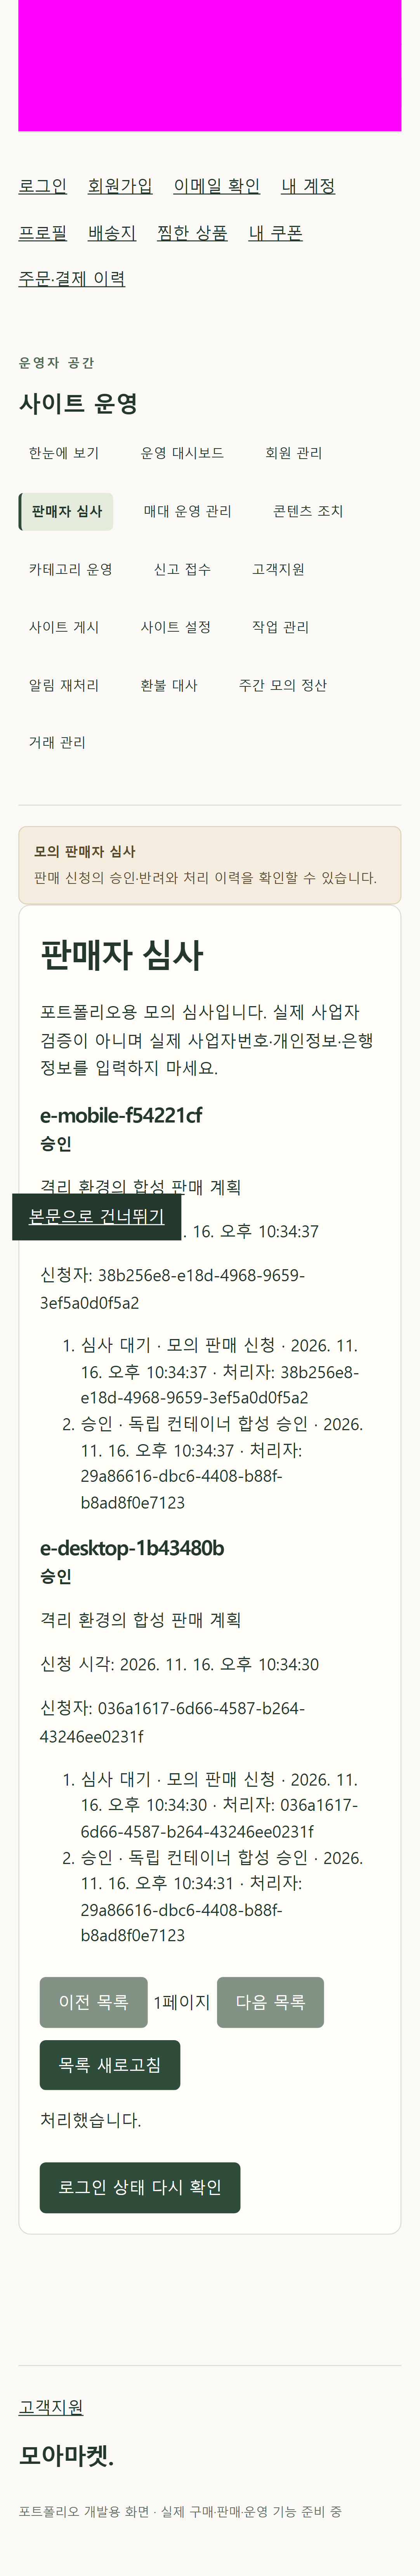 로그인 회원가입 이메일 확인 내 계정
프로필 배송지 찜한 상품 내 쿠폰
주문·결제 이력
운영자 공간
사이트 운영
한눈에 보기 운영 대시보드 회원 관리
판매자 심사 매대 운영 관리 콘텐츠 조치
카테고리 운영 신고 접수 고객지원
사이트 게시 사이트 설정 작업 관리
알림 재처리 환불 대사 주간 모의 정산
거래 관리
모의 판매자 심사
판매 신청의 승인·반려와 처리 이력을 확인할 수 있습니다.
판매자 심사
포트폴리오용 모의 심사입니다. 실제 사업자
검증이 아니며 실제 사업자번호·개인정보·은행
정보를 입력하지 마세요.
e-mobile-f54221cf
승인
격리 환경의 합성 판매 계획
본문으로 건너뛰기 . 16. 오후 10:34:37
신청자: 38b256e8-e18d-4968-9659-
3ef5a0d0f5a2
1. 심사 대기 · 모의 판매 신청 · 2026. 11.
16. 오후 10:34:37 · 처리자: 38b256e8-
e18d-4968-9659-3ef5a0d0f5a2
2. 승인 · 독립 컨테이너 합성 승인 · 2026.
11. 16. 오후 10:34:37 · 처리자:
29a86616-dbc6-4408-b88f-
b8ad8f0e7123
e-desktop-1b43480b
승인
격리 환경의 합성 판매 계획
신청 시각: 2026. 11. 16. 오후 10:34:30
신청자: 036a1617-6d66-4587-b264-
43246ee0231f
1. 심사 대기 · 모의 판매 신청 · 2026. 11.
16. 오후 10:34:30 · 처리자: 036a1617-
6d66-4587-b264-43246ee0231f
2. 승인 · 독립 컨테이너 합성 승인 · 2026.
11. 16. 오후 10:34:31 · 처리자:
29a86616-dbc6-4408-b88f-
b8ad8f0e7123
이전 목록 1페이지 다음 목록
목록 새로고침
처리했습니다.
로그인 상태 다시 확인
고객지원
모아마켓.
포트폴리오 개발용 화면 · 실제 구매·판매·운영 기능 준비 중